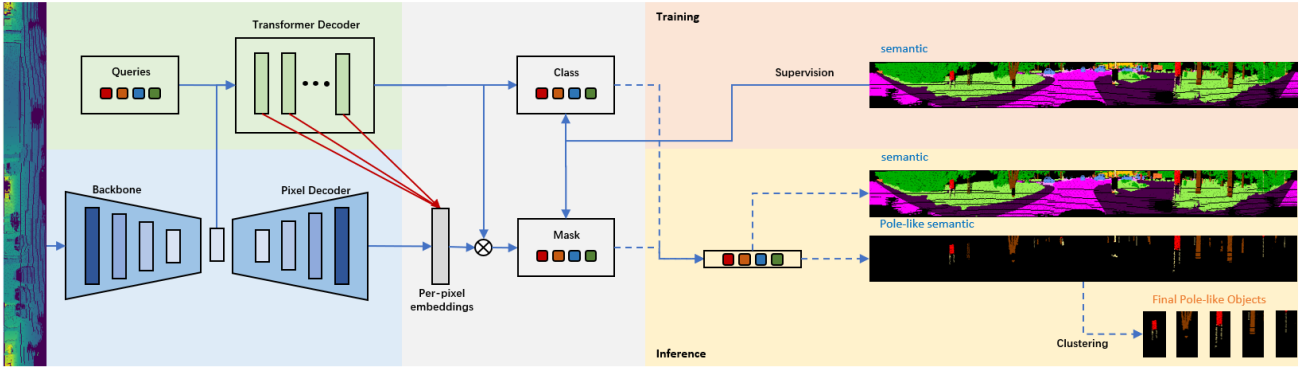 Training
Transformer Decoder
semantic
Queries
Class
Supervision
semantic
Backbone
Pixel Decoder
Pole-like semantic
Mask
Per-pixel
embeddings
Final Pole-like Objects
Clustering
Inference